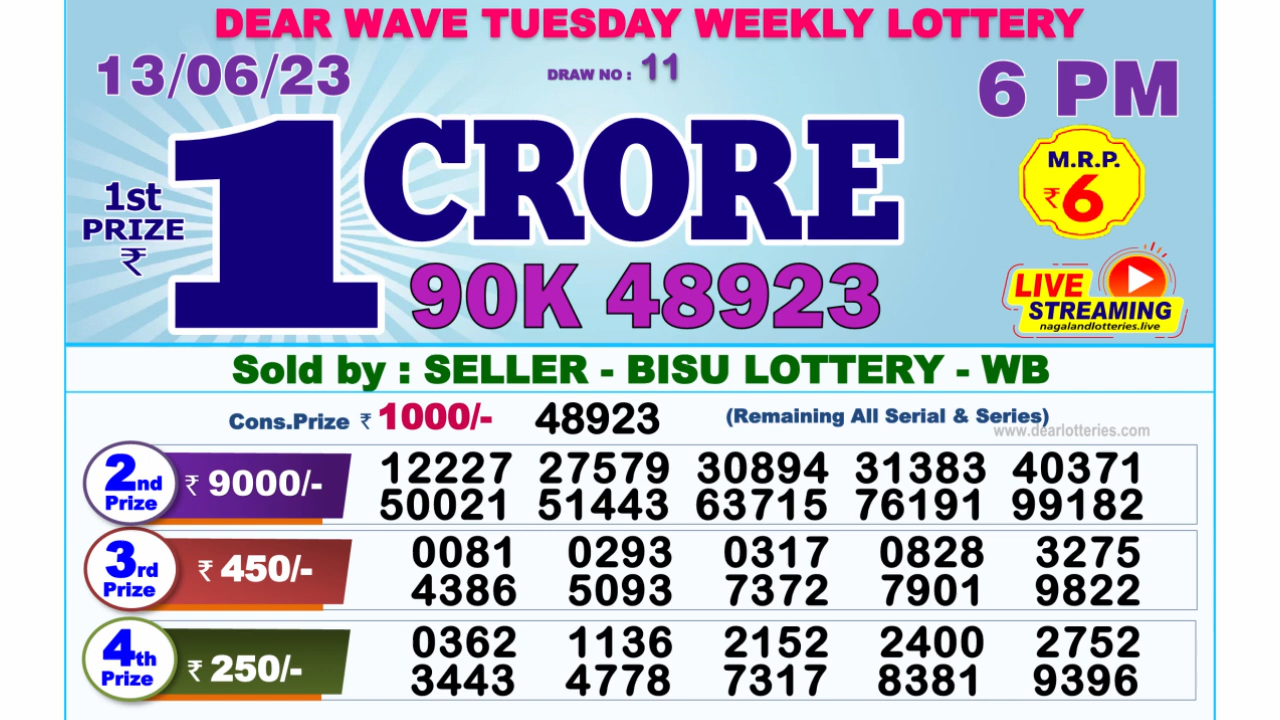 DEAR WAVE TUESDAY WEEKLY LOTTERY
13/06/23
DRAW NO : 11
6 PM
1st PRIZE ₹
1 CRORE
M.R.P.
₹6
90K 48923
LIVE
STREAMING
nagalandlotteries.live
Sold by : SELLER - BISU LOTTERY - WB
Cons.Prize ₹ 1000/- 48923 (Remaining All Serial & Series)
www.dearlotteries.com
2nd Prize ₹ 9000/-
12227 27579 30894 31383 40371
50021 51443 63715 76191 99182
3rd Prize ₹ 450/-
0081 0293 0317 0828 3275
4386 5093 7372 7901 9822
4th Prize ₹ 250/-
0362 1136 2152 2400 2752
3443 4778 7317 8381 9396